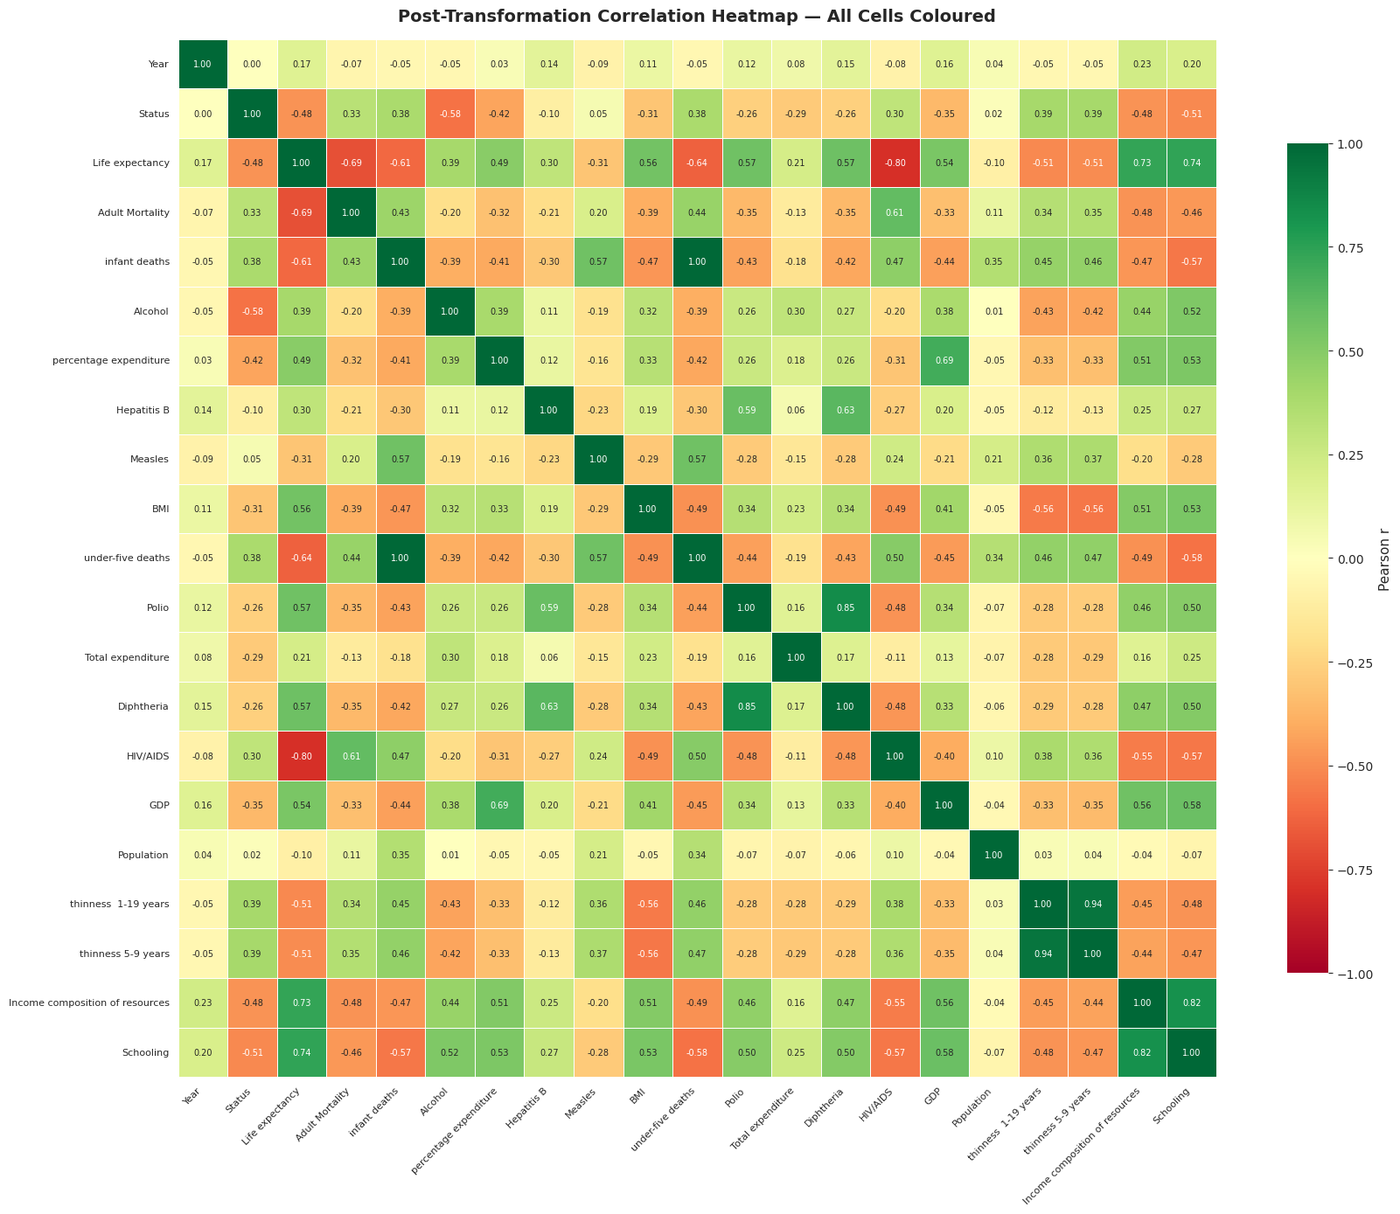 Post-Transformation Correlation Heatmap — All Cells Coloured
Year 1.00 0.00 0.17 -0.07 -0.05 -0.05 0.03 0.14 -0.09 0.11 -0.05 0.12 0.08 0.15 -0.08 0.16 0.04 -0.05 -0.05 0.23 0.20
Status 0.00 1.00 -0.48 0.33 0.38 -0.58 -0.42 -0.10 0.05 -0.31 0.38 -0.26 -0.29 -0.26 0.30 -0.35 0.02 0.39 0.39 -0.48 -0.51
Life expectancy 0.17 -0.48 1.00 -0.69 -0.61 0.39 0.49 0.30 -0.31 0.56 -0.64 0.57 0.21 0.57 -0.80 0.54 -0.10 -0.51 -0.51 0.73 0.74
Adult Mortality -0.07 0.33 -0.69 1.00 0.43 -0.20 -0.32 -0.21 0.20 -0.39 0.44 -0.35 -0.13 -0.35 0.61 -0.33 0.11 0.34 0.35 -0.48 -0.46
infant deaths -0.05 0.38 -0.61 0.43 1.00 -0.39 -0.41 -0.30 0.57 -0.47 1.00 -0.43 -0.18 -0.42 0.47 -0.44 0.35 0.45 0.46 -0.47 -0.57
Alcohol -0.05 -0.58 0.39 -0.20 -0.39 1.00 0.39 0.11 -0.19 0.32 -0.39 0.26 0.30 0.27 -0.20 0.38 0.01 -0.43 -0.42 0.44 0.52
percentage expenditure 0.03 -0.42 0.49 -0.32 -0.41 0.39 1.00 0.12 -0.16 0.33 -0.42 0.26 0.18 0.26 -0.31 0.69 -0.05 -0.33 -0.33 0.51 0.53
Hepatitis B 0.14 -0.10 0.30 -0.21 -0.30 0.11 0.12 1.00 -0.23 0.19 -0.30 0.59 0.06 0.63 -0.27 0.20 -0.05 -0.12 -0.13 0.25 0.27
Measles -0.09 0.05 -0.31 0.20 0.57 -0.19 -0.16 -0.23 1.00 -0.29 0.57 -0.28 -0.15 -0.28 0.24 -0.21 0.21 0.36 0.37 -0.20 -0.28
BMI 0.11 -0.31 0.56 -0.39 -0.47 0.32 0.33 0.19 -0.29 1.00 -0.49 0.34 0.23 0.34 -0.49 0.41 -0.05 -0.56 -0.56 0.51 0.53
under-five deaths -0.05 0.38 -0.64 0.44 1.00 -0.39 -0.42 -0.30 0.57 -0.49 1.00 -0.44 -0.19 -0.43 0.50 -0.45 0.34 0.46 0.47 -0.49 -0.58
Polio 0.12 -0.26 0.57 -0.35 -0.43 0.26 0.26 0.59 -0.28 0.34 -0.44 1.00 0.16 0.85 -0.48 0.34 -0.07 -0.28 -0.28 0.46 0.50
Total expenditure 0.08 -0.29 0.21 -0.13 -0.18 0.30 0.18 0.06 -0.15 0.23 -0.19 0.16 1.00 0.17 -0.11 0.13 -0.07 -0.28 -0.29 0.16 0.25
Diphtheria 0.15 -0.26 0.57 -0.35 -0.42 0.27 0.26 0.63 -0.28 0.34 -0.43 0.85 0.17 1.00 -0.48 0.33 -0.06 -0.29 -0.28 0.47 0.50
HIV/AIDS -0.08 0.30 -0.80 0.61 0.47 -0.20 -0.31 -0.27 0.24 -0.49 0.50 -0.48 -0.11 -0.48 1.00 -0.40 0.10 0.38 0.36 -0.55 -0.57
GDP 0.16 -0.35 0.54 -0.33 -0.44 0.38 0.69 0.20 -0.21 0.41 -0.45 0.34 0.13 0.33 -0.40 1.00 -0.04 -0.33 -0.35 0.56 0.58
Population 0.04 0.02 -0.10 0.11 0.35 0.01 -0.05 -0.05 0.21 -0.05 0.34 -0.07 -0.07 -0.06 0.10 -0.04 1.00 0.03 0.04 -0.04 -0.07
thinness  1-19 years -0.05 0.39 -0.51 0.34 0.45 -0.43 -0.33 -0.12 0.36 -0.56 0.46 -0.28 -0.28 -0.29 0.38 -0.33 0.03 1.00 0.94 -0.45 -0.48
thinness 5-9 years -0.05 0.39 -0.51 0.35 0.46 -0.42 -0.33 -0.13 0.37 -0.56 0.47 -0.28 -0.29 -0.28 0.36 -0.35 0.04 0.94 1.00 -0.44 -0.47
Income composition of resources 0.23 -0.48 0.73 -0.48 -0.47 0.44 0.51 0.25 -0.20 0.51 -0.49 0.46 0.16 0.47 -0.55 0.56 -0.04 -0.45 -0.44 1.00 0.82
Schooling 0.20 -0.51 0.74 -0.46 -0.57 0.52 0.53 0.27 -0.28 0.53 -0.58 0.50 0.25 0.50 -0.57 0.58 -0.07 -0.48 -0.47 0.82 1.00
Year
Status
Life expectancy
Adult Mortality
infant deaths
Alcohol
percentage expenditure
Hepatitis B
Measles
BMI
under-five deaths
Polio
Total expenditure
Diphtheria
HIV/AIDS
GDP
Population
thinness  1-19 years
thinness 5-9 years
Income composition of resources
Schooling
1.00
0.75
0.50
0.25
0.00
−0.25
−0.50
−0.75
−1.00
Pearson r